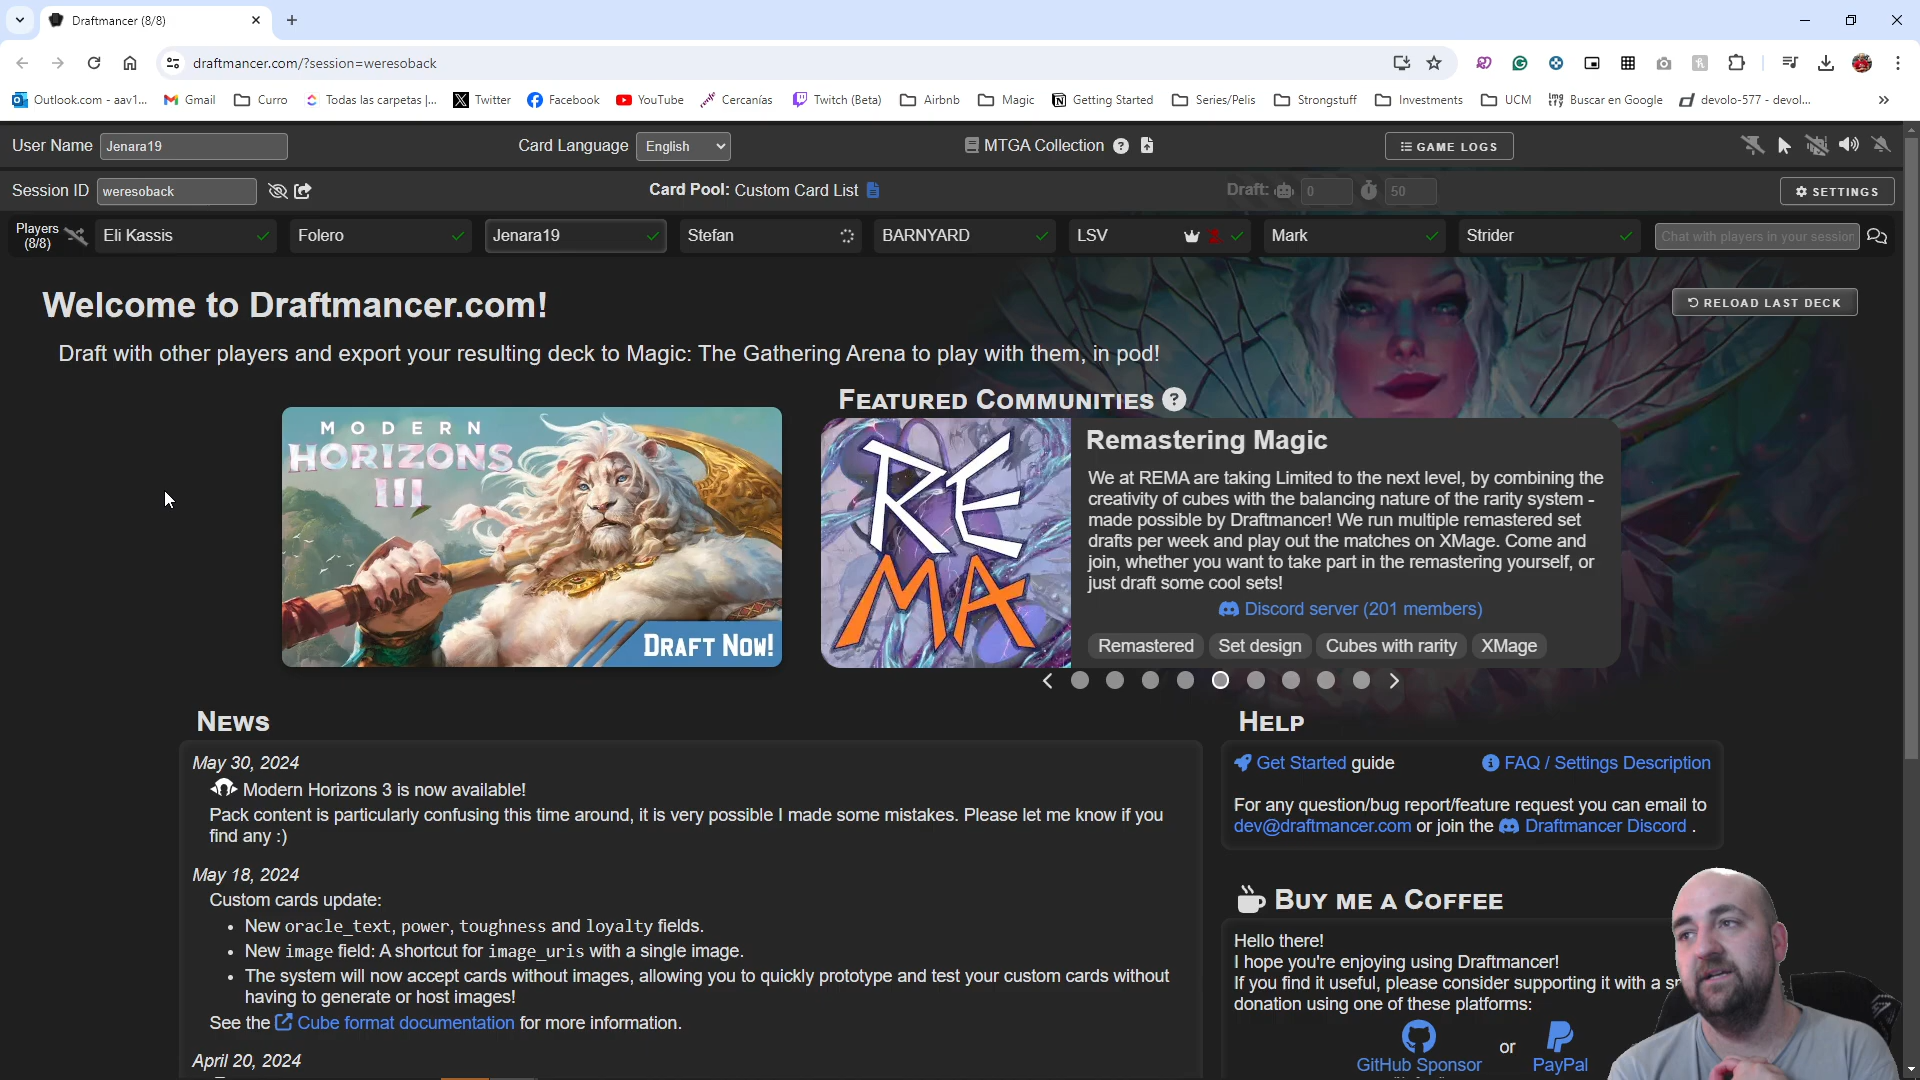 Draftmancer (8/8)
draftmancer.com/?session=weresoback
Outlook.com - aav1... Gmail Curro Todas las carpetas |... Twitter Facebook YouTube Cercanías Twitch (Beta) Airbnb Magic Getting Started Series/Pelis Strongstuff Investments UCM Buscar en Google devolo-577 - devol...
User Name Jenara19 Card Language English MTGA Collection GAME LOGS
Session ID weresoback Card Pool: Custom Card List Draft: 0 50 SETTINGS
Players (8/8) Eli Kassis Folero Jenara19 Stefan BARNYARD LSV Mark Strider Chat with players in your session
Welcome to Draftmancer.com!
RELOAD LAST DECK
Draft with other players and export your resulting deck to Magic: The Gathering Arena to play with them, in pod!
MODERN
HORIZONS
III
DRAFT NOW!
FEATURED COMMUNITIES ?
RE
MA
Remastering Magic
We at REMA are taking Limited to the next level, by combining the
creativity of cubes with the balancing nature of the rarity system -
made possible by Draftmancer! We run multiple remastered set
drafts per week and play out the matches on XMage. Come and
join, whether you want to take part in the remastering yourself, or
just draft some cool sets!
Discord server (201 members)
Remastered Set design Cubes with rarity XMage
NEWS
May 30, 2024
Modern Horizons 3 is now available!
Pack content is particularly confusing this time around, it is very possible I made some mistakes. Please let me know if you
find any :)
May 18, 2024
Custom cards update:
• New oracle_text, power, toughness and loyalty fields.
• New image field: A shortcut for image_uris with a single image.
• The system will now accept cards without images, allowing you to quickly prototype and test your custom cards without
having to generate or host images!
See the Cube format documentation for more information.
April 20, 2024
HELP
Get Started guide FAQ / Settings Description
For any question/bug report/feature request you can email to
dev@draftmancer.com or join the Draftmancer Discord .
BUY ME A COFFEE
Hello there!
I hope you're enjoying using Draftmancer!
If you find it useful, please consider supporting it with a
donation using one of these platforms:
GitHub Sponsor or PayPal